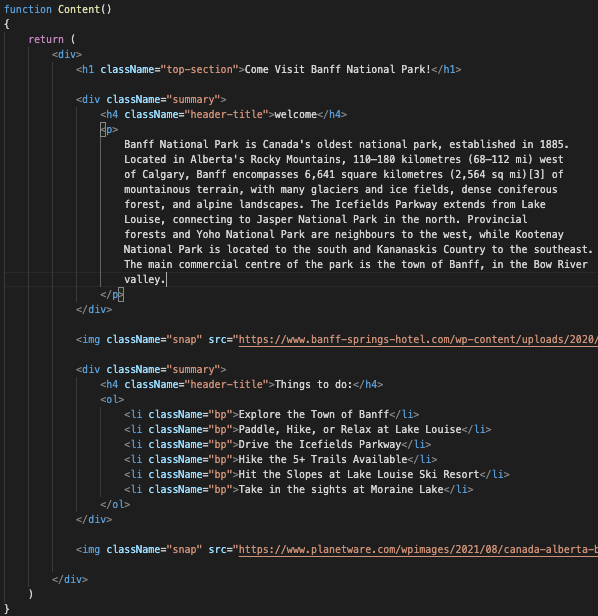 function Content()
{
    return (
        <div>
            <h1 className="top-section">Come Visit Banff National Park!</h1>

            <div className="summary">
                <h4 className="header-title">welcome</h4>
                <p>
                    Banff National Park is Canada's oldest national park, established in 1885.
                    Located in Alberta's Rocky Mountains, 110–180 kilometres (68–112 mi) west
                    of Calgary, Banff encompasses 6,641 square kilometres (2,564 sq mi)[3] of
                    mountainous terrain, with many glaciers and ice fields, dense coniferous
                    forest, and alpine landscapes. The Icefields Parkway extends from Lake
                    Louise, connecting to Jasper National Park in the north. Provincial
                    forests and Yoho National Park are neighbours to the west, while Kootenay
                    National Park is located to the south and Kananaskis Country to the southeast.
                    The main commercial centre of the park is the town of Banff, in the Bow River
                    valley.
                </p>
            </div>

            <img className="snap" src="https://www.banff-springs-hotel.com/wp-content/uploads/2020/

            <div className="summary">
                <h4 className="header-title">Things to do:</h4>
                <ol>
                    <li className="bp">Explore the Town of Banff</li>
                    <li className="bp">Paddle, Hike, or Relax at Lake Louise</li>
                    <li className="bp">Drive the Icefields Parkway</li>
                    <li className="bp">Hike the 5+ Trails Available</li>
                    <li className="bp">Hit the Slopes at Lake Louise Ski Resort</li>
                    <li className="bp">Take in the sights at Moraine Lake</li>
                </ol>
            </div>

            <img className="snap" src="https://www.planetware.com/wpimages/2021/08/canada-alberta-b

        </div>
    )
}